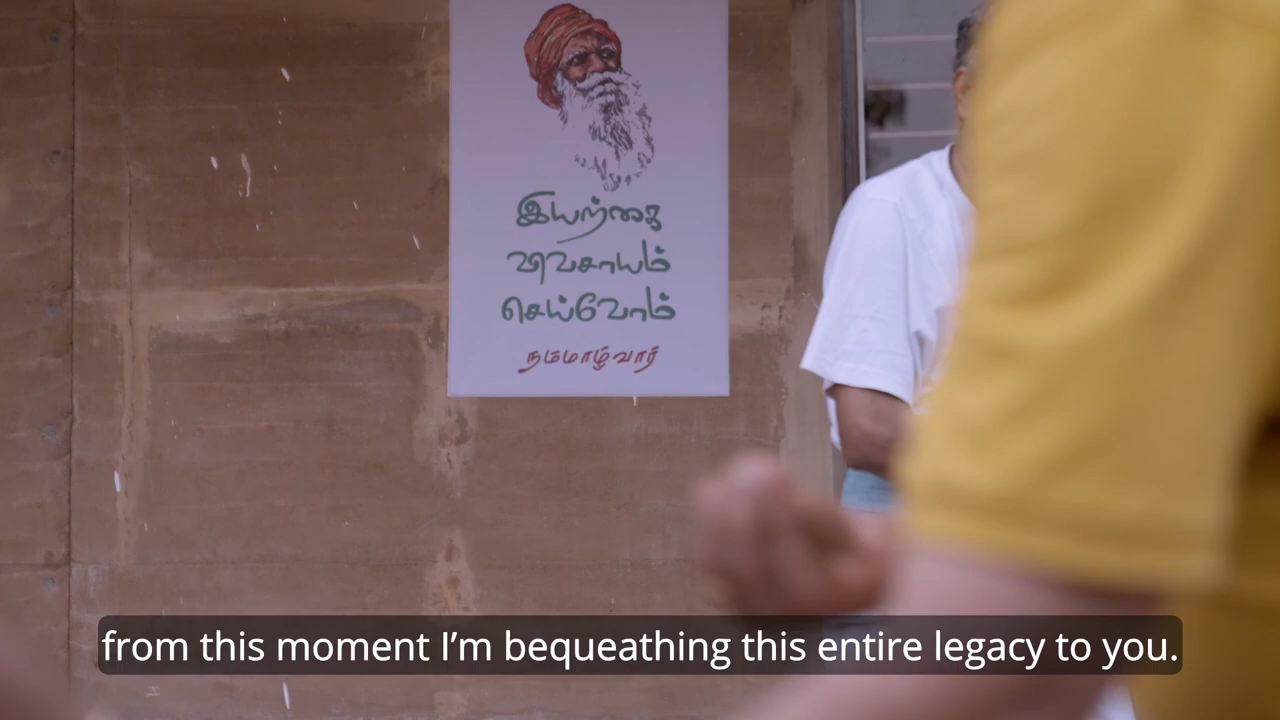 இயற்கை
விவசாயம்
செய்வோம்
நம்மாழ்வார்
from this moment I’m bequeathing this entire legacy to you.